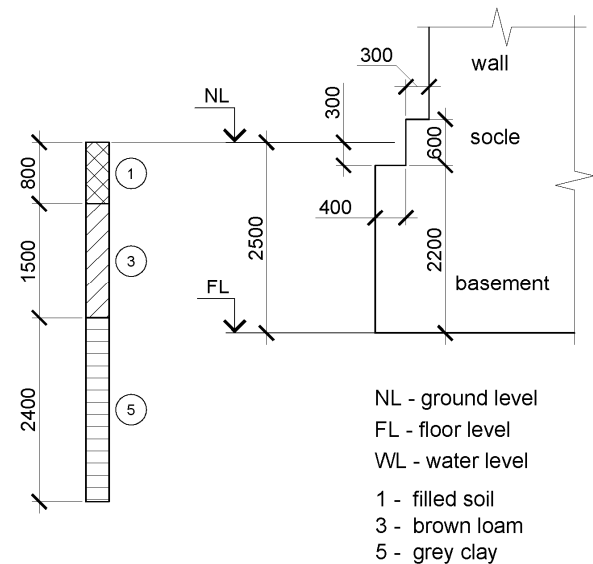 300
wall
NL
300
socle
600
800
1
400
2500
2200
1500
3
FL
basement
2400
5
NL - ground level
FL - floor level
WL - water level
1 - filled soil
3 - brown loam
5 - grey clay